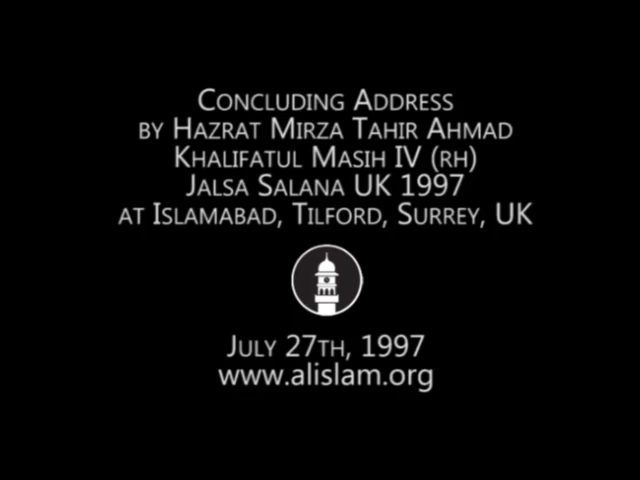 Concluding Address
by Hazrat Mirza Tahir Ahmad
Khalifatul Masih IV (rh)
Jalsa Salana UK 1997
at Islamabad, Tilford, Surrey, UK
July 27th, 1997
www.alislam.org